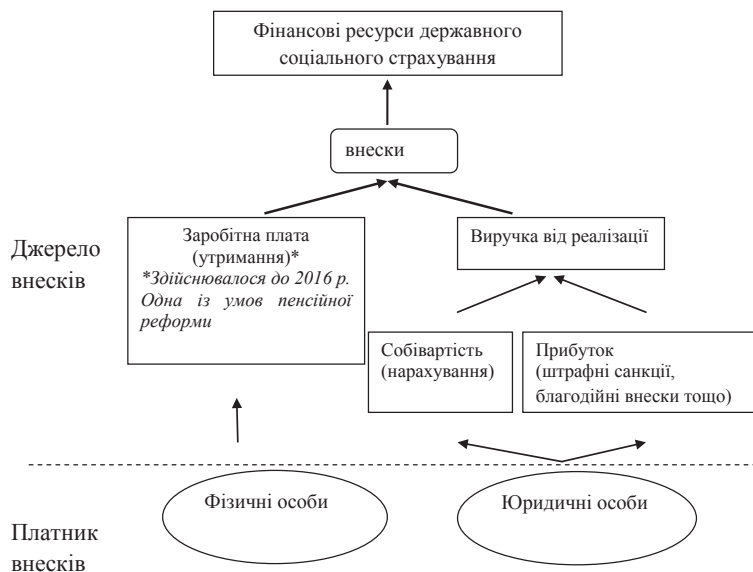 Фінансові ресурси державного
соціального страхування
внески
Джерело
внесків
Заробітна плата
(утримання)*
*Здійснювалося до 2016 р.
Одна із умов пенсійної
реформи
Виручка від реалізації
Собівартість
(нарахування)
Прибуток
(штрафні санкції,
благодійні внески тощо)
Платник
внесків
Фізичні особи
Юридичні особи